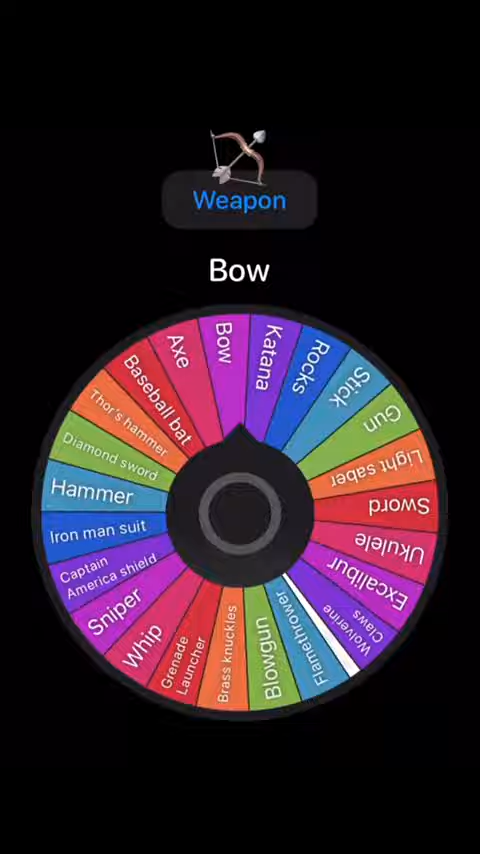 Weapon
Bow
Bow
Katana
Rocks
Stick
Gun
Light saber
Sword
Ukulele
Excalibur
Wolverine
Claws
Flamethrower
Blowgun
Brass knuckles
Grenade
Launcher
Whip
Sniper
Captain
America shield
Iron man suit
Hammer
Diamond sword
Thor's hammer
Baseball bat
Axe